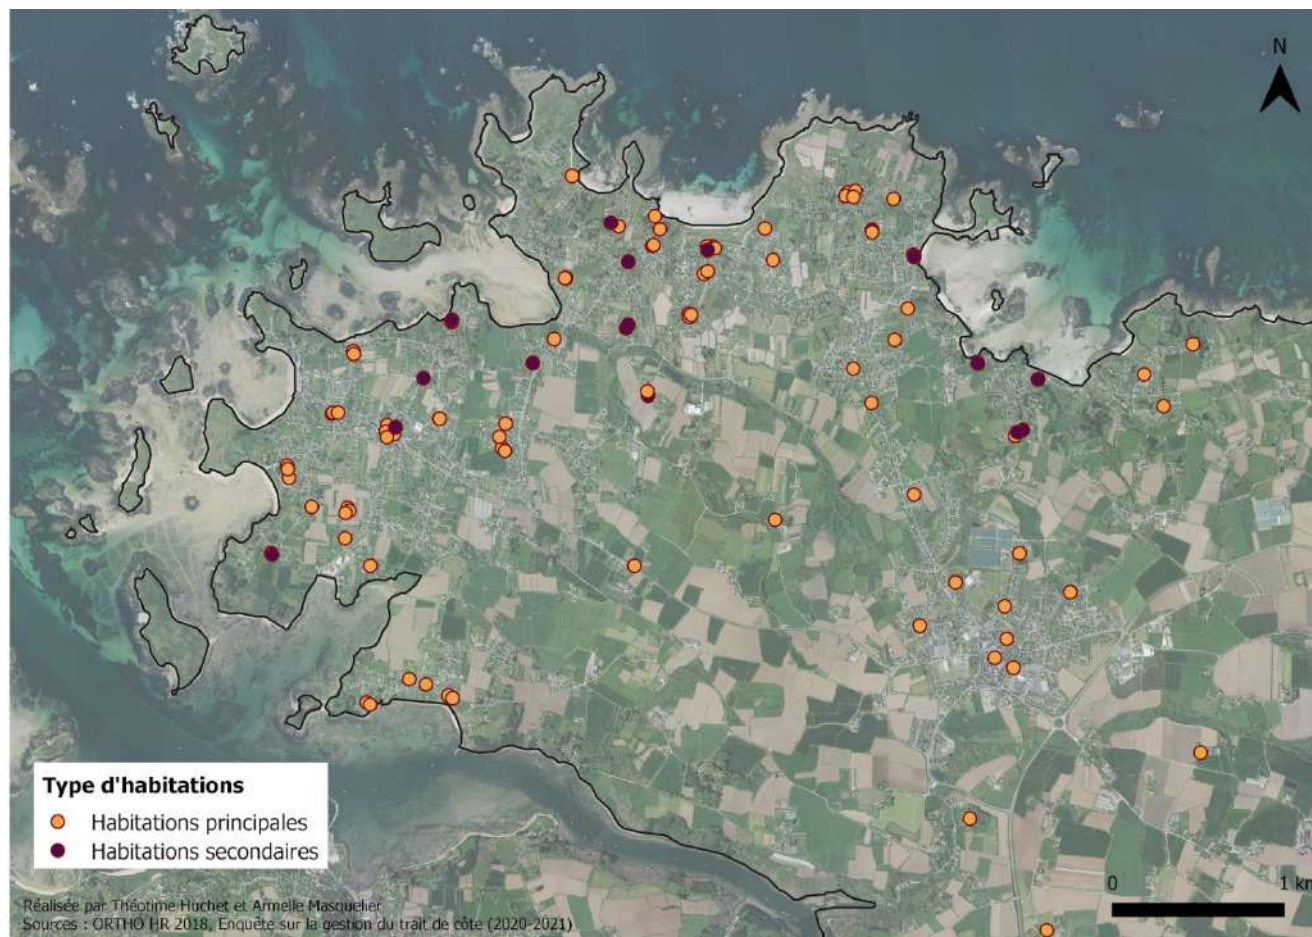 N
Type d'habitations
Habitations principales
Habitations secondaires
0 1 km
Réalisée par Théotime Huchet et Armelle Masquelier
Sources : ORTHO HR 2018, Enquête sur la gestion du trait de côte (2020-2021)